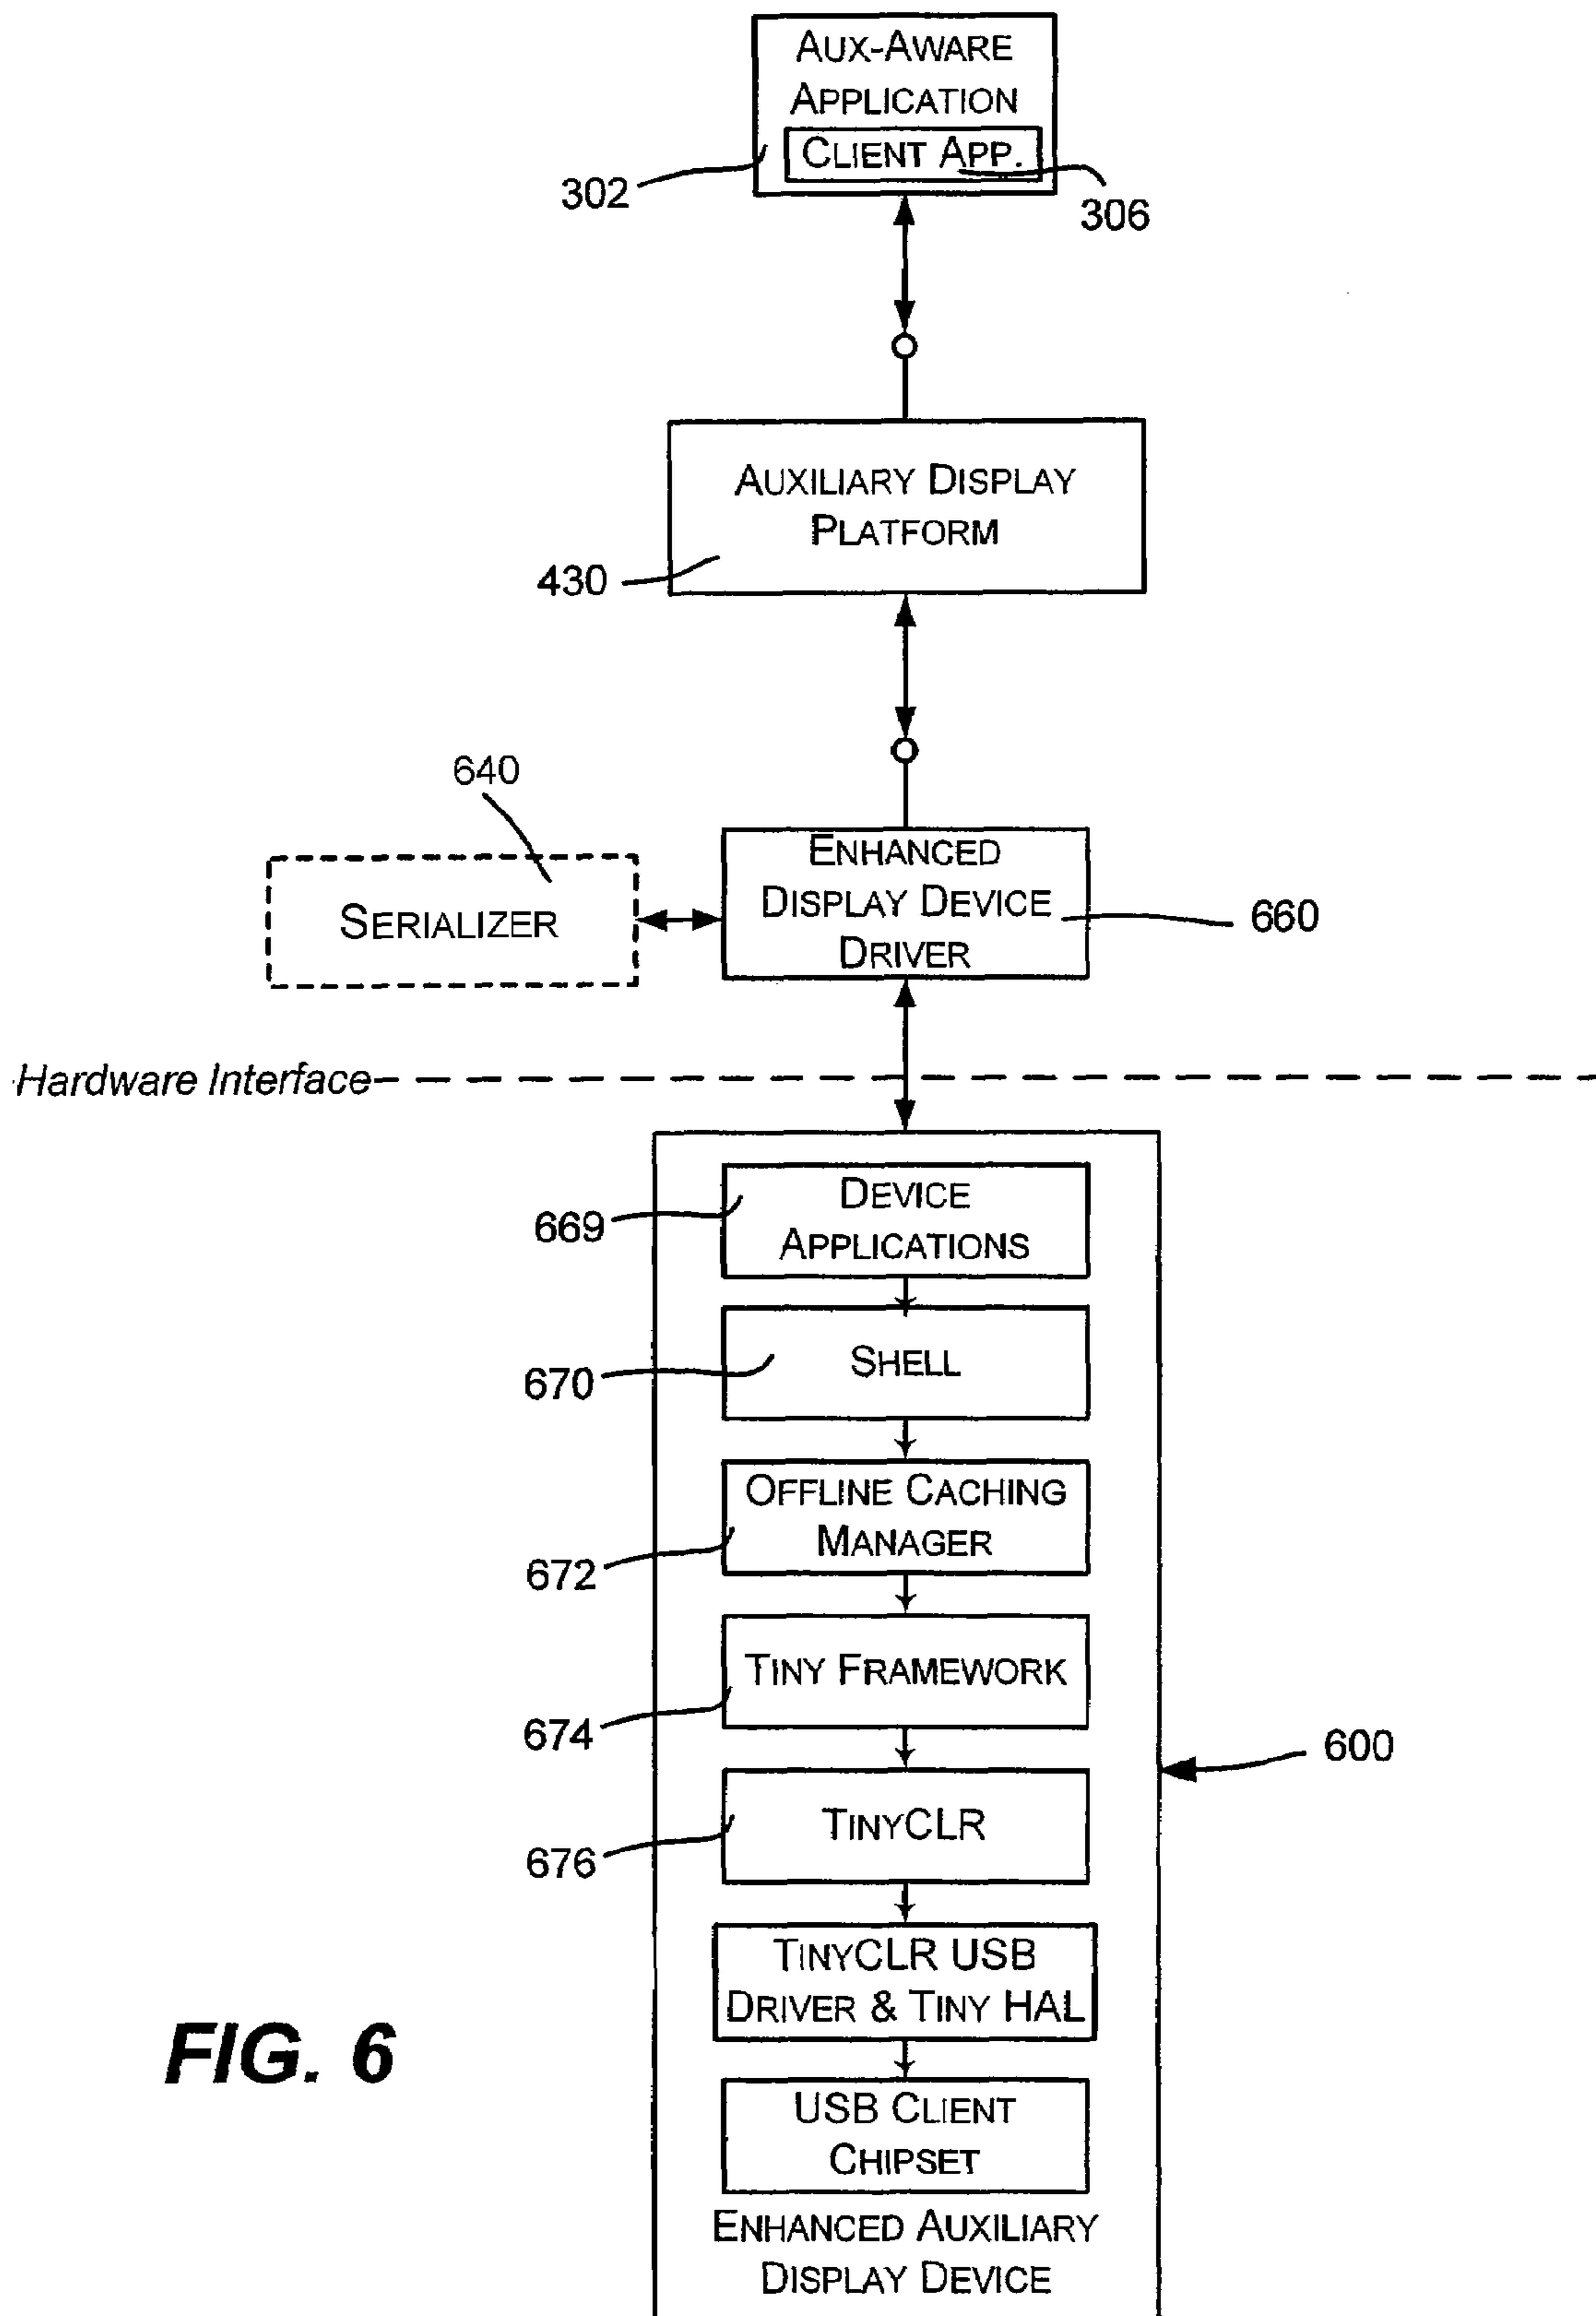 AUX-AWARE
APPLICATION
CLIENT APP.
302
306
AUXILIARY DISPLAY
PLATFORM
430
640
SERIALIZER
ENHANCED
DISPLAY DEVICE
DRIVER
660
Hardware Interface
DEVICE
APPLICATIONS
669
SHELL
670
OFFLINE CACHING
MANAGER
672
TINY FRAMEWORK
674
600
TINYCLR
676
TINYCLR USB
DRIVER & TINY HAL
FIG. 6
USB CLIENT
CHIPSET
ENHANCED AUXILIARY
DISPLAY DEVICE